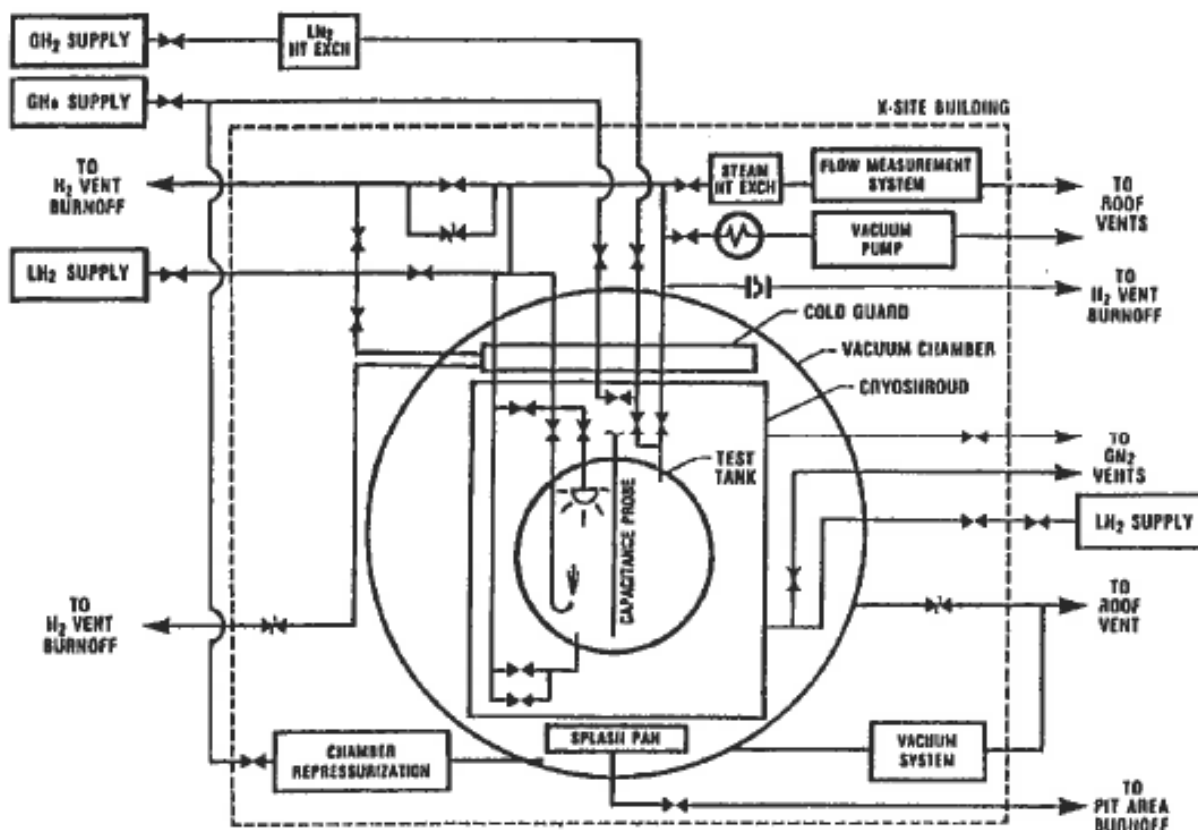 GH₂ SUPPLY
LN₂
HT EXCH
GHe SUPPLY
K-SITE BUILDING
TO
H₂ VENT
BURNOFF
STEAM
HT EXCH
FLOW MEASUREMENT
SYSTEM
TO
ROOF
VENTS
VACUUM
PUMP
LH₂ SUPPLY
TO
H₂ VENT
BURNOFF
COLD GUARD
VACUUM CHAMBER
CRYOSHROUD
TEST
TANK
CAPACITANCE PROBE
TO
GN₂
VENTS
LN₂ SUPPLY
TO
H₂ VENT
BURNOFF
TO
ROOF
VENT
SPLASH PAN
CHAMBER
REPRESSURIZATION
VACUUM
SYSTEM
TO
PIT AREA
BURNOFF